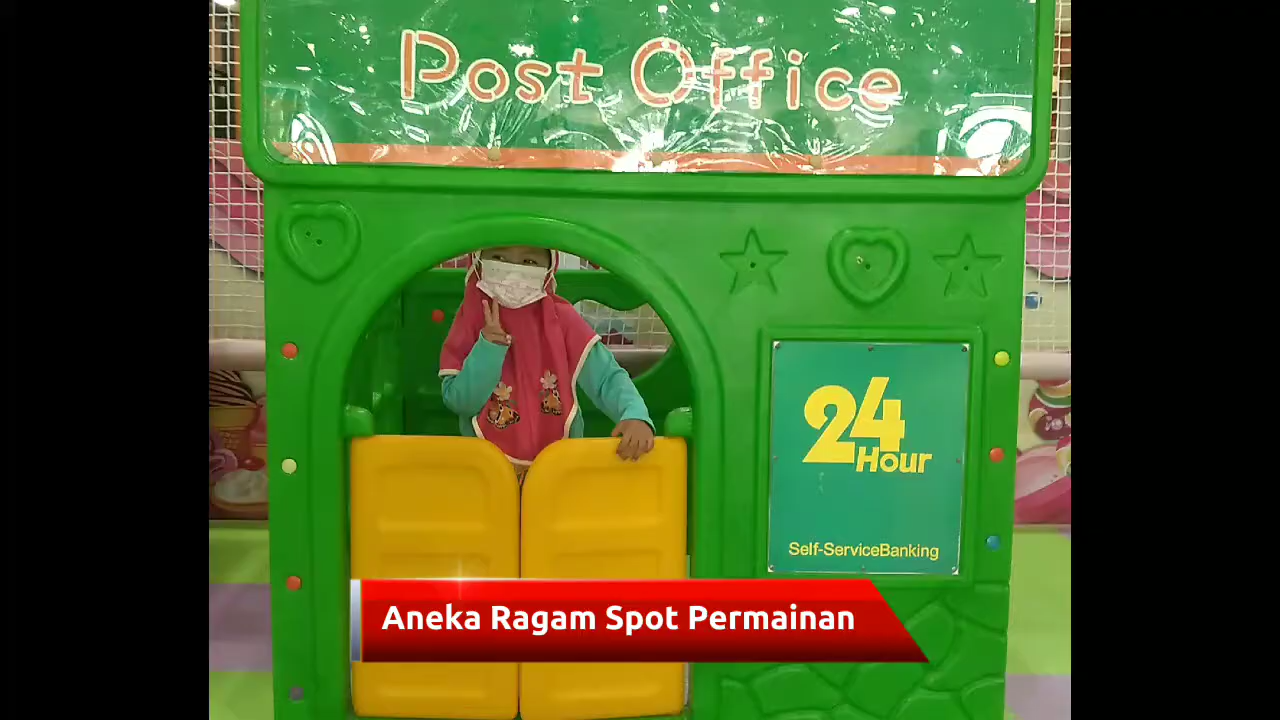 Post Office
24
Hour
Self-ServiceBanking
Aneka Ragam Spot Permainan